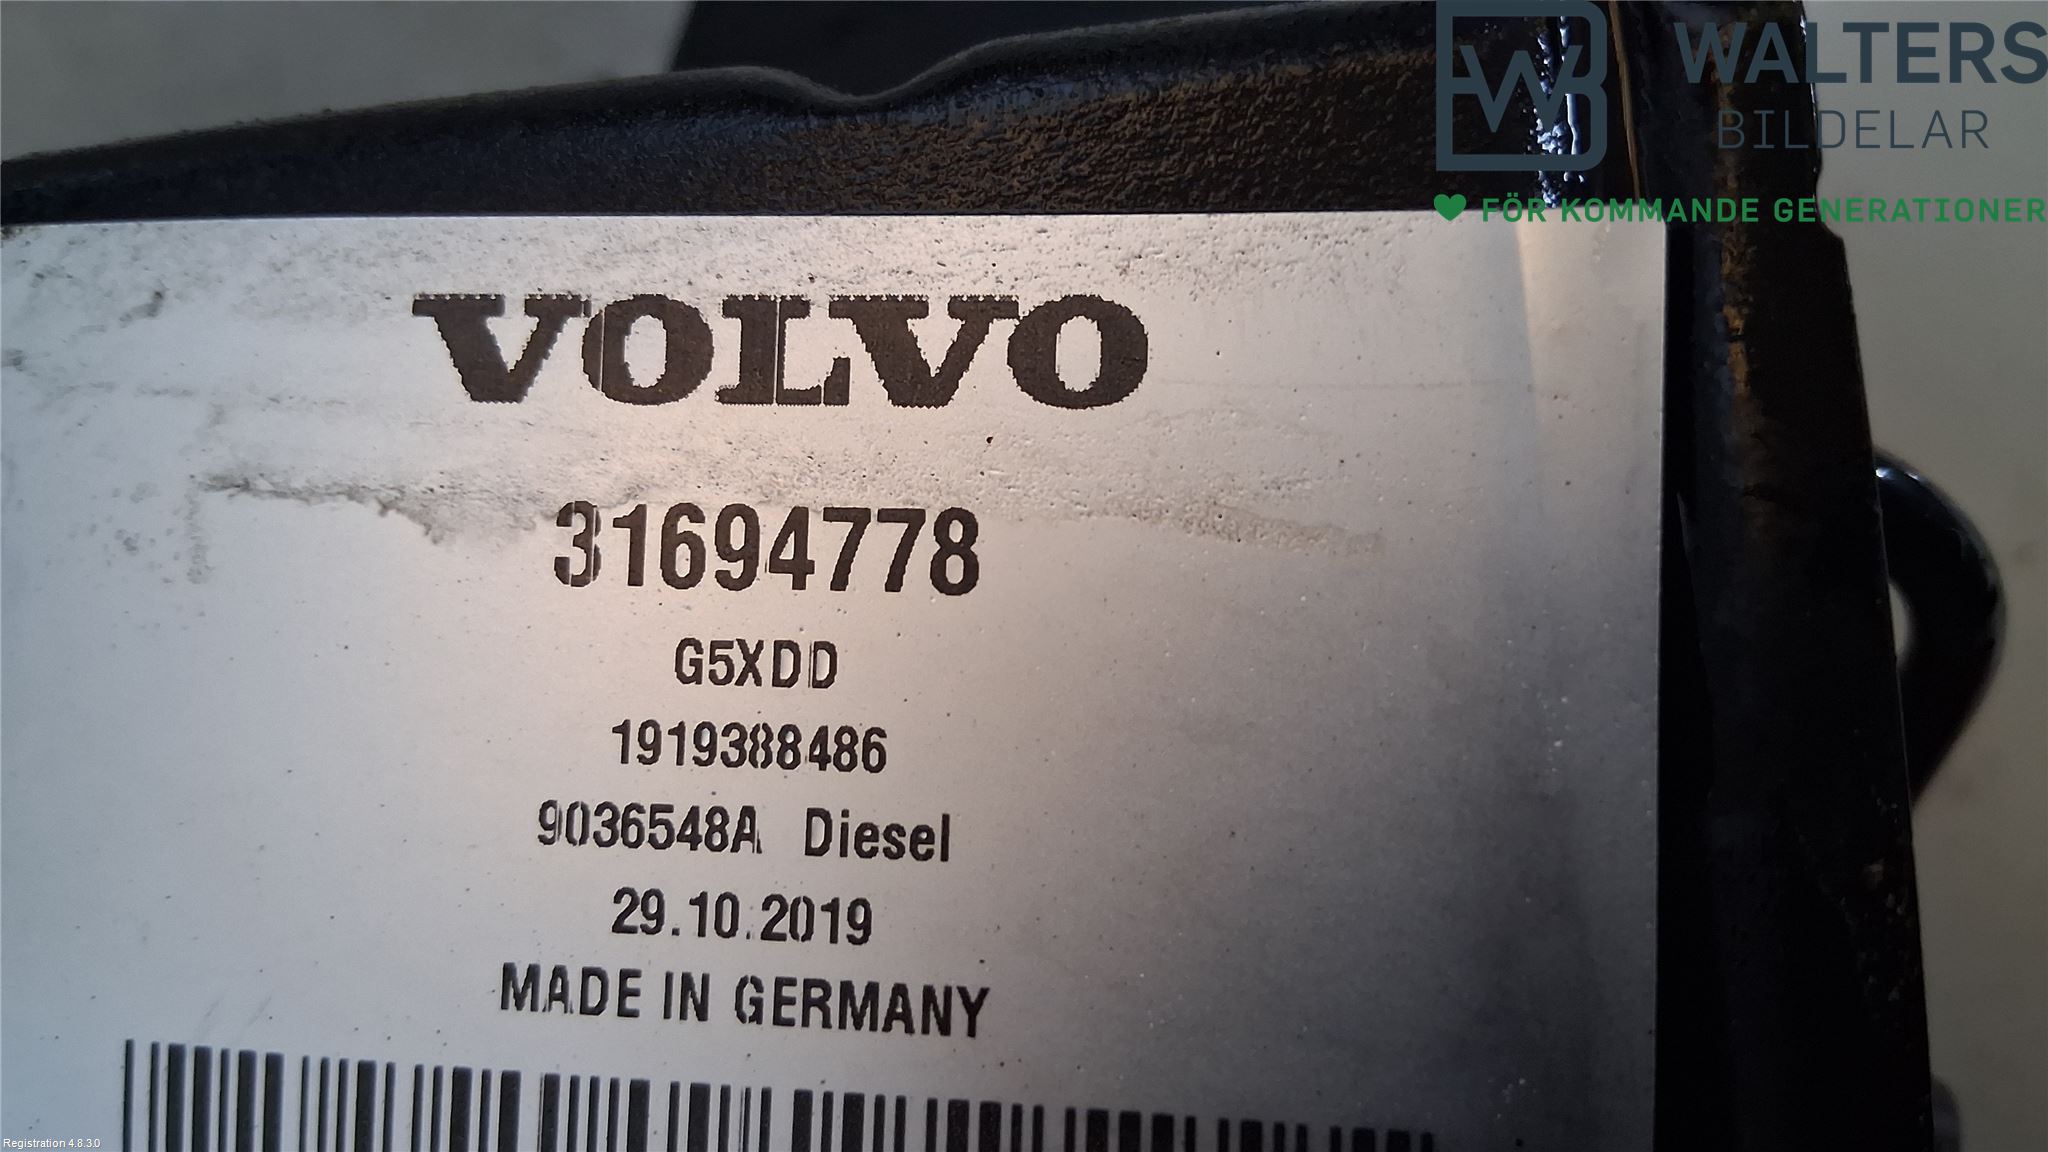 WALTERS
BILDELAR
FÖR KOMMANDE GENERATIONER
VOLVO
31694778
G5XDD
1919388486
9036548A Diesel
29.10.2019
MADE IN GERMANY
Registration 4.8.3.0